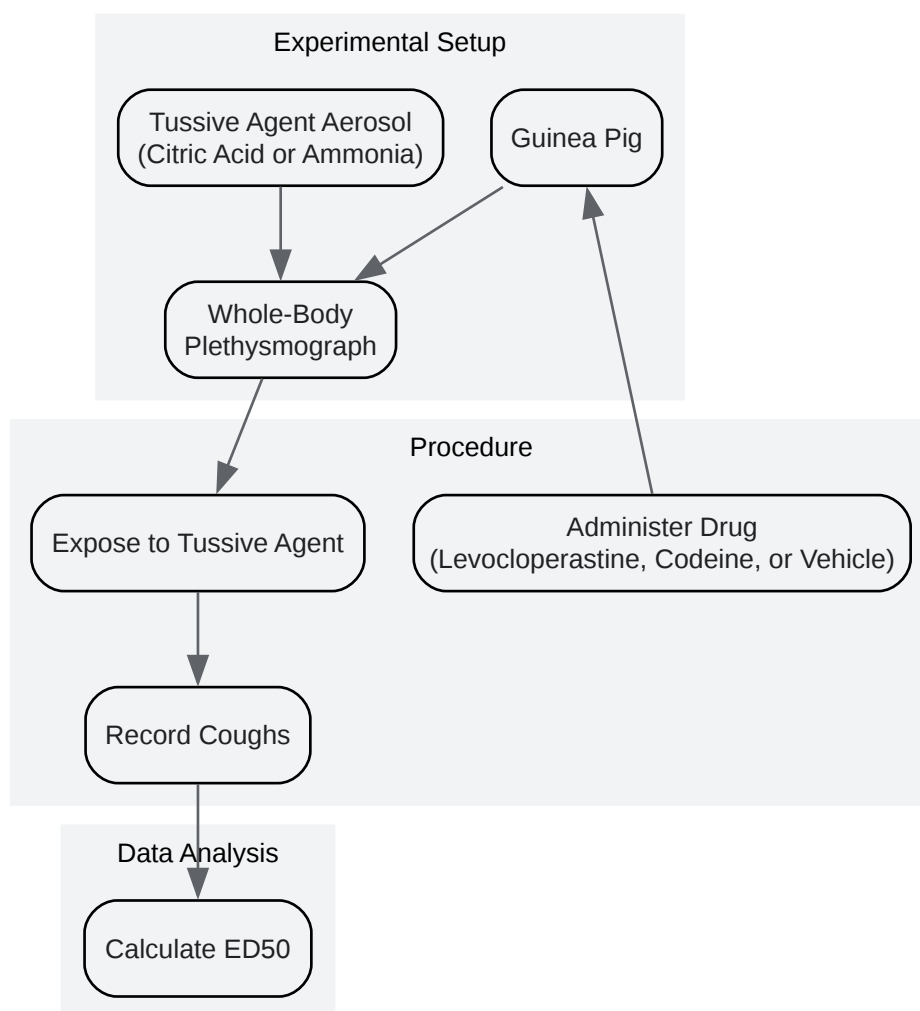 Experimental Setup
Tussive Agent Aerosol
(Citric Acid or Ammonia)
Guinea Pig
Whole-Body
Plethysmograph
Procedure
Expose to Tussive Agent
Administer Drug
(Levocloperastine, Codeine, or Vehicle)
Record Coughs
Data Analysis
Calculate ED50